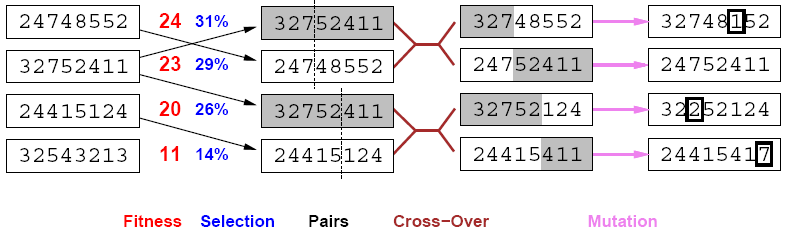 24748552 24 31% 32752411 32748552 32748152
32752411 23 29% 24748552 24752411 24752411
24415124 20 26% 32752411 32752124 32252124
32543213 11 14% 24415124 24415411 24415417
Fitness Selection Pairs Cross-Over Mutation